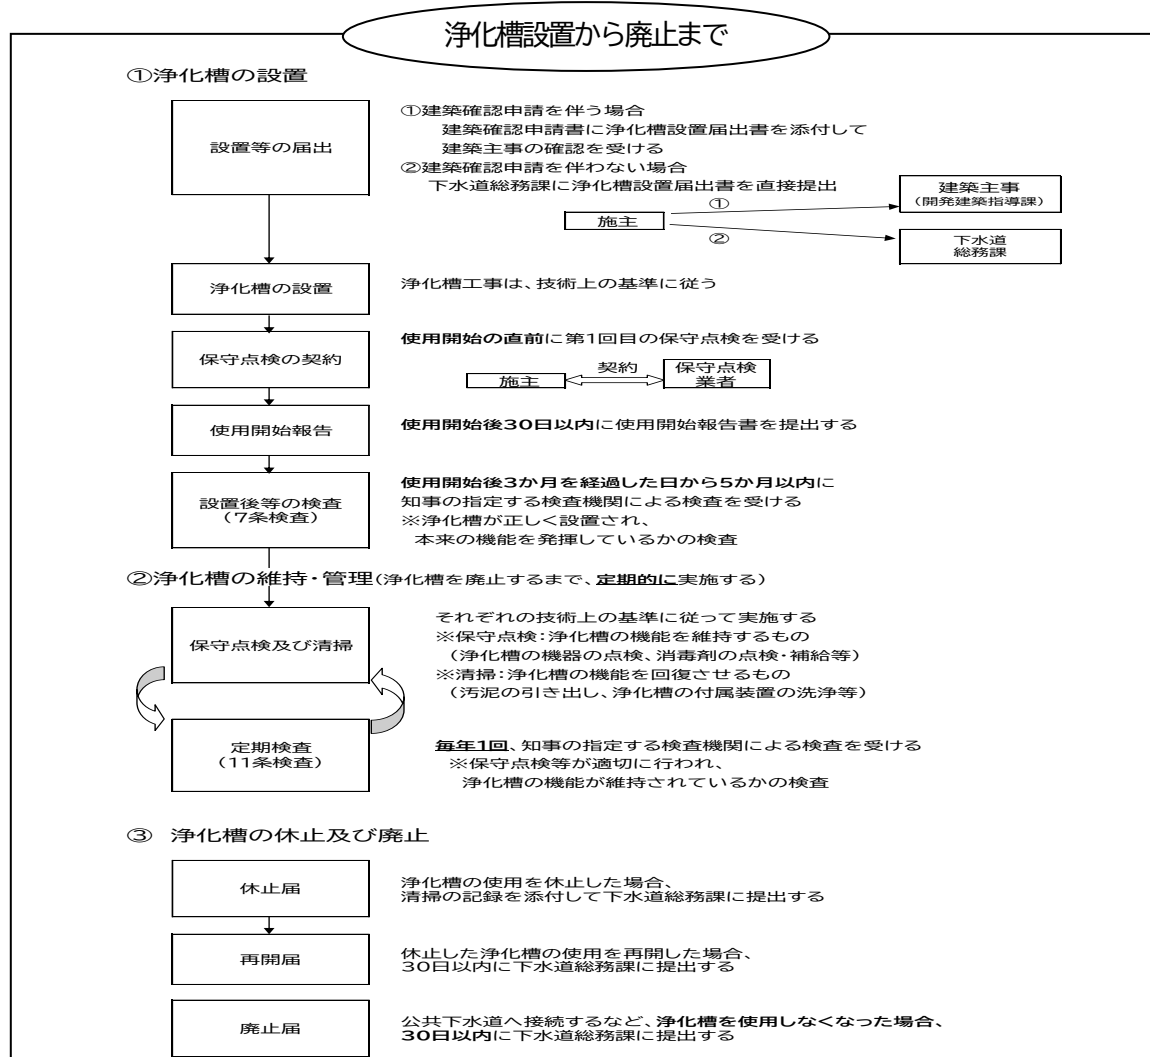 浄化槽設置から廃止まで
①浄化槽の設置
設置等の届出
①建築確認申請を伴う場合
建築確認申請書に浄化槽設置届出書を添付して
建築主事の確認を受ける
②建築確認申請を伴わない場合
下水道総務課に浄化槽設置届出書を直接提出
施主
①
②
建築主事
(開発建築指導課)
下水道
総務課
浄化槽の設置
浄化槽工事は、技術上の基準に従う
保守点検の契約
使用開始の直前に第1回目の保守点検を受ける
施主
契約
保守点検
業者
使用開始報告
使用開始後30日以内に使用開始報告書を提出する
設置後等の検査
(7条検査)
使用開始後3か月を経過した日から5か月以内に
知事の指定する検査機関による検査を受ける
※浄化槽が正しく設置され、
本来の機能を発揮しているかの検査
②浄化槽の維持・管理(浄化槽を廃止するまで、定期的に実施する)
保守点検及び清掃
それぞれの技術上の基準に従って実施する
※保守点検:浄化槽の機能を維持するもの
(浄化槽の機器の点検、消毒剤の点検・補給等)
※清掃:浄化槽の機能を回復させるもの
(汚泥の引き出し、浄化槽の付属装置の洗浄等)
定期検査
(11条検査)
毎年1回、知事の指定する検査機関による検査を受ける
※保守点検等が適切に行われ、
浄化槽の機能が維持されているかの検査
③ 浄化槽の休止及び廃止
休止届
浄化槽の使用を休止した場合、
清掃の記録を添付して下水道総務課に提出する
再開届
休止した浄化槽の使用を再開した場合、
30日以内に下水道総務課に提出する
廃止届
公共下水道へ接続するなど、浄化槽を使用しなくなった場合、
30日以内に下水道総務課に提出する